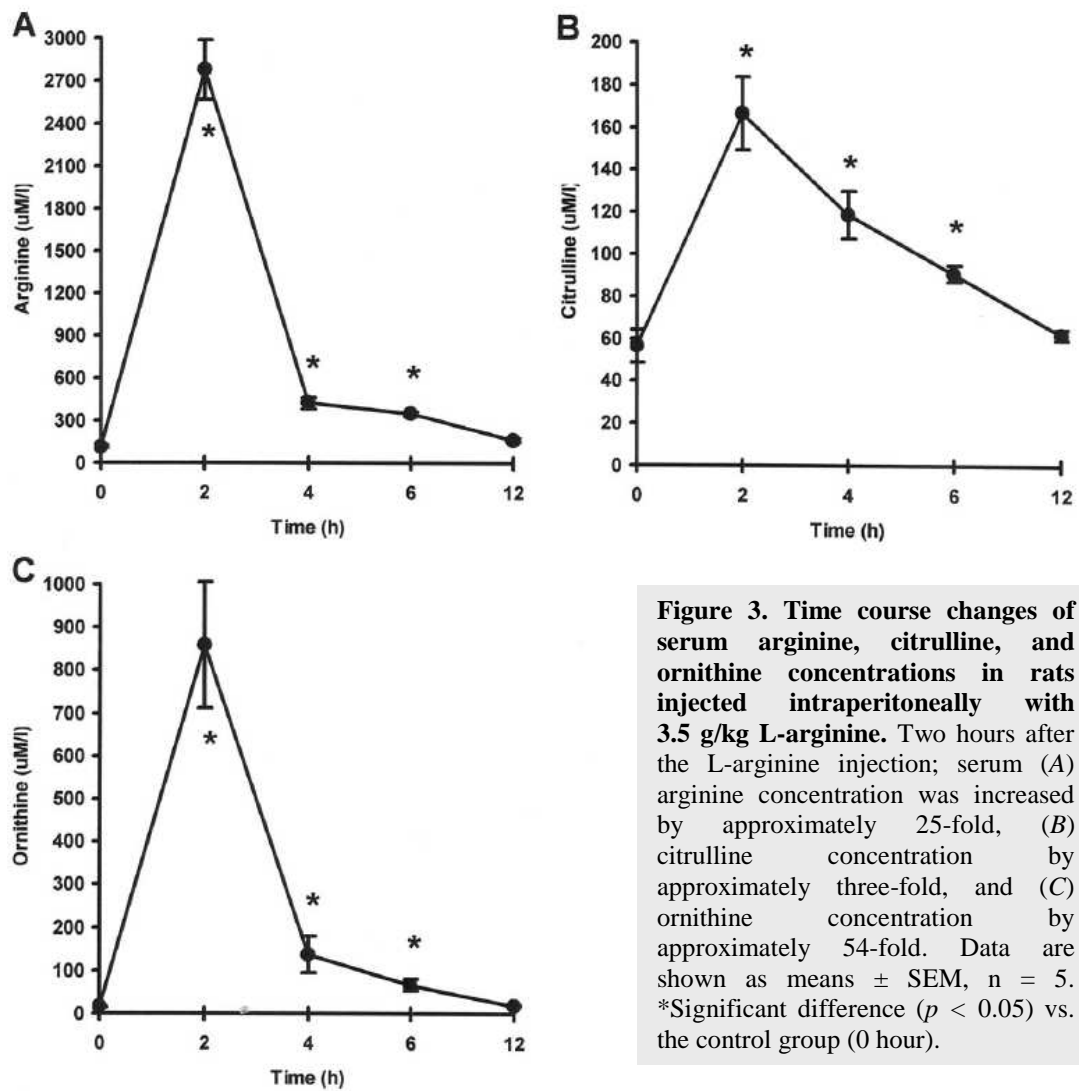 A
3000
2700
2400
2100
1800
1500
1200
900
600
300
0
Arginine (uM/l)
*
*
*
0 2 4 6 12
Time (h)
B
200
180
160
140
120
100
80
60
40
20
0
Citrulline (uM/l)
*
*
*
0 2 4 6 12
Time (h)
C
1000
900
800
700
600
500
400
300
200
100
0
Ornithine (uM/l)
*
*
*
0 2 4 6 12
Time (h)
Figure 3. Time course changes of
serum arginine, citrulline, and
ornithine concentrations in rats
injected intraperitoneally with
3.5 g/kg L-arginine. Two hours after
the L-arginine injection; serum (A)
arginine concentration was increased
by approximately 25-fold, (B)
citrulline concentration by
approximately three-fold, and (C)
ornithine concentration by
approximately 54-fold. Data are
shown as means ± SEM, n = 5.
*Significant difference (p < 0.05) vs.
the control group (0 hour).